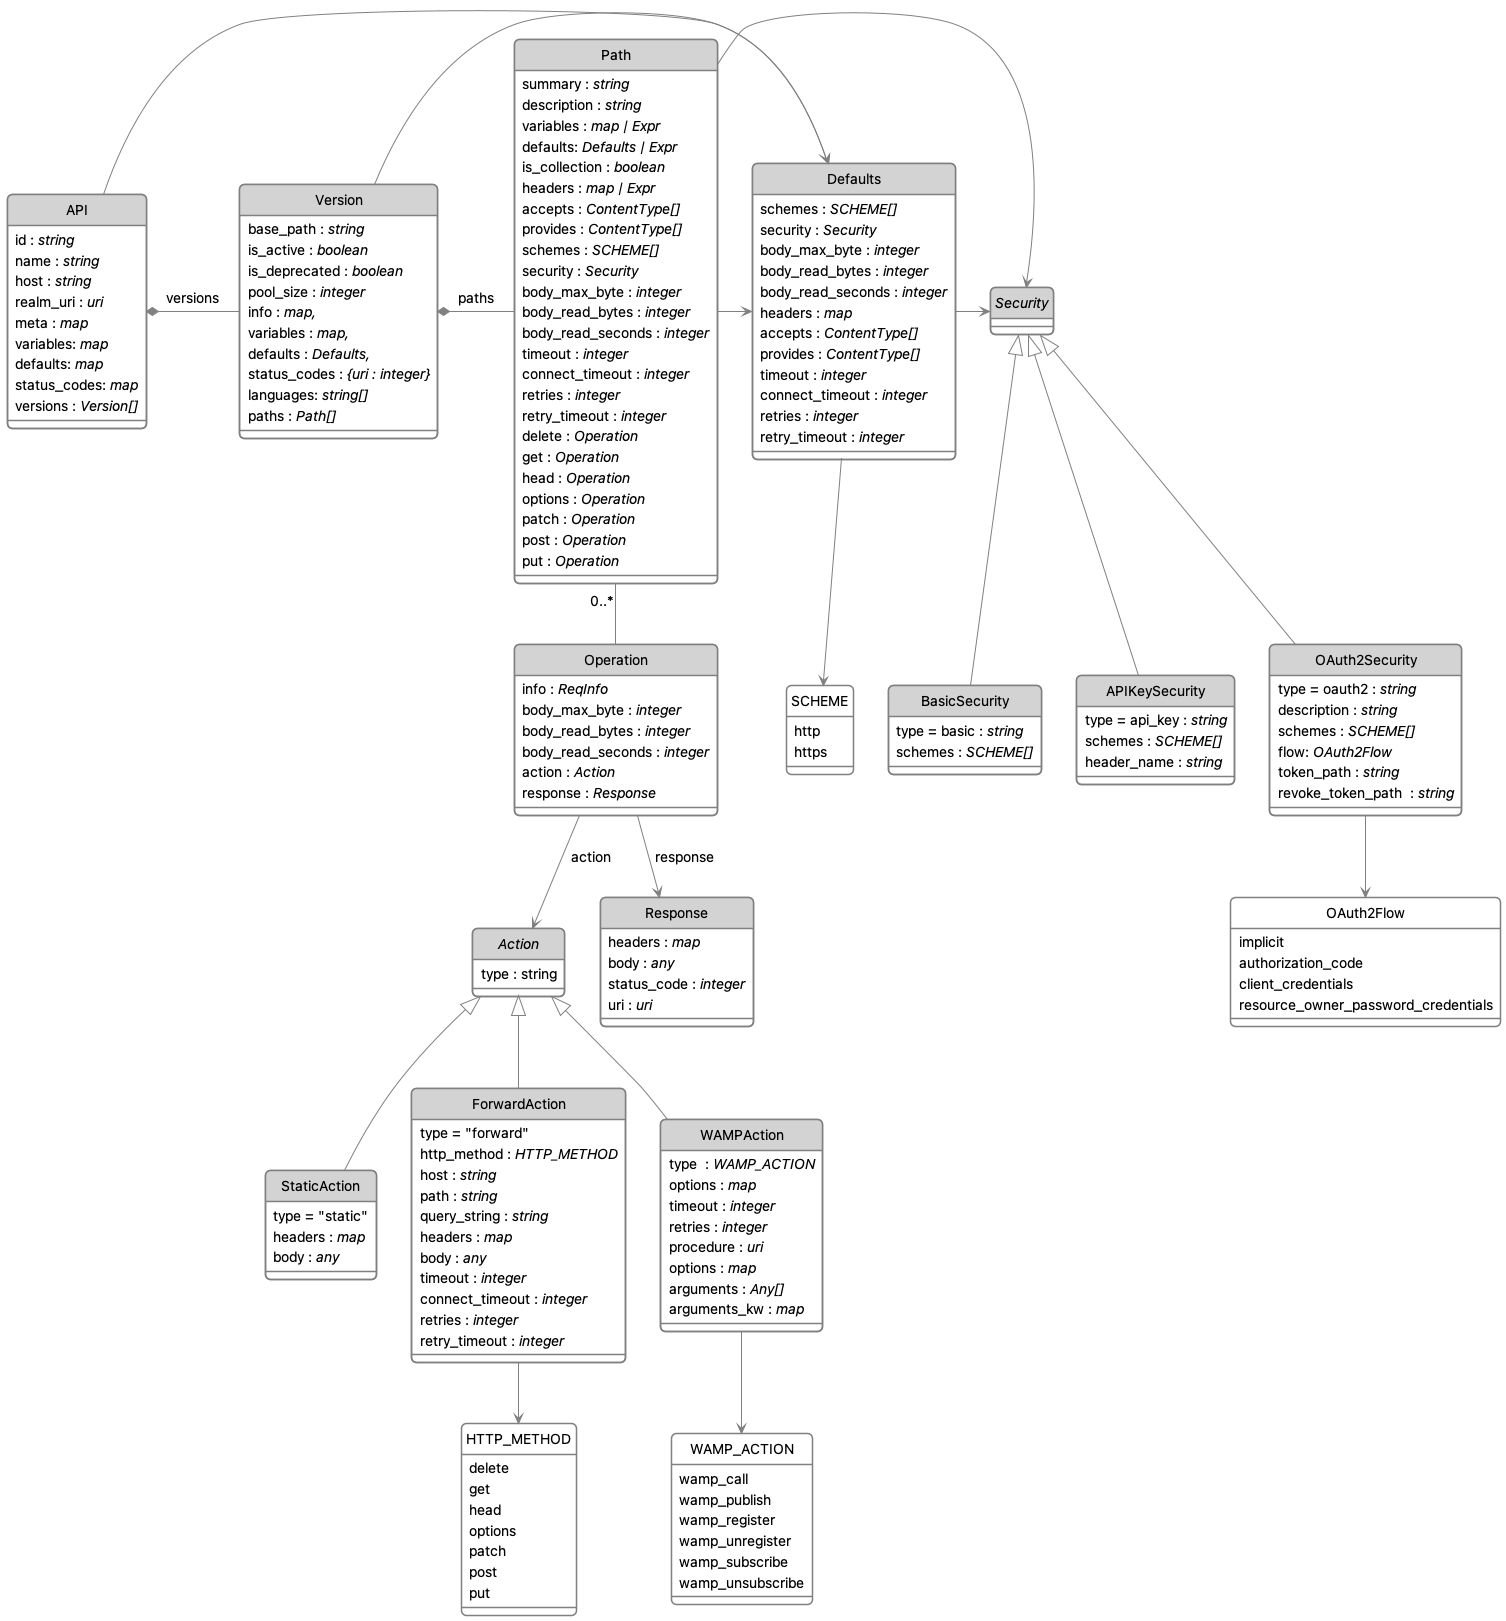 API
id : string
name : string
host : string
realm_uri : uri
meta : map
variables: map
defaults: map
status_codes: map
versions : Version[]
versions
Version
base_path : string
is_active : boolean
is_deprecated : boolean
pool_size : integer
info : map,
variables : map,
defaults : Defaults,
status_codes : {uri : integer}
languages: string[]
paths : Path[]
paths
Path
summary : string
description : string
variables : map | Expr
defaults: Defaults | Expr
is_collection : boolean
headers : map | Expr
accepts : ContentType[]
provides : ContentType[]
schemes : SCHEME[]
security : Security
body_max_byte : integer
body_read_bytes : integer
body_read_seconds : integer
timeout : integer
connect_timeout : integer
retries : integer
retry_timeout : integer
delete : Operation
get : Operation
head : Operation
options : Operation
patch : Operation
post : Operation
put : Operation
Defaults
schemes : SCHEME[]
security : Security
body_max_byte : integer
body_read_bytes : integer
body_read_seconds : integer
headers : map
accepts : ContentType[]
provides : ContentType[]
timeout : integer
connect_timeout : integer
retries : integer
retry_timeout : integer
Security
0..*
Operation
info : ReqInfo
body_max_byte : integer
body_read_bytes : integer
body_read_seconds : integer
action : Action
response : Response
SCHEME
http
https
BasicSecurity
type = basic : string
schemes : SCHEME[]
APIKeySecurity
type = api_key : string
schemes : SCHEME[]
header_name : string
OAuth2Security
type = oauth2 : string
description : string
schemes : SCHEME[]
flow: OAuth2Flow
token_path : string
revoke_token_path : string
action
response
Action
type : string
Response
headers : map
body : any
status_code : integer
uri : uri
OAuth2Flow
implicit
authorization_code
client_credentials
resource_owner_password_credentials
StaticAction
type = "static"
headers : map
body : any
ForwardAction
type = "forward"
http_method : HTTP_METHOD
host : string
path : string
query_string : string
headers : map
body : any
timeout : integer
connect_timeout : integer
retries : integer
retry_timeout : integer
WAMPAction
type : WAMP_ACTION
options : map
timeout : integer
retries : integer
procedure : uri
options : map
arguments : Any[]
arguments_kw : map
HTTP_METHOD
delete
get
head
options
patch
post
put
WAMP_ACTION
wamp_call
wamp_publish
wamp_register
wamp_unregister
wamp_subscribe
wamp_unsubscribe